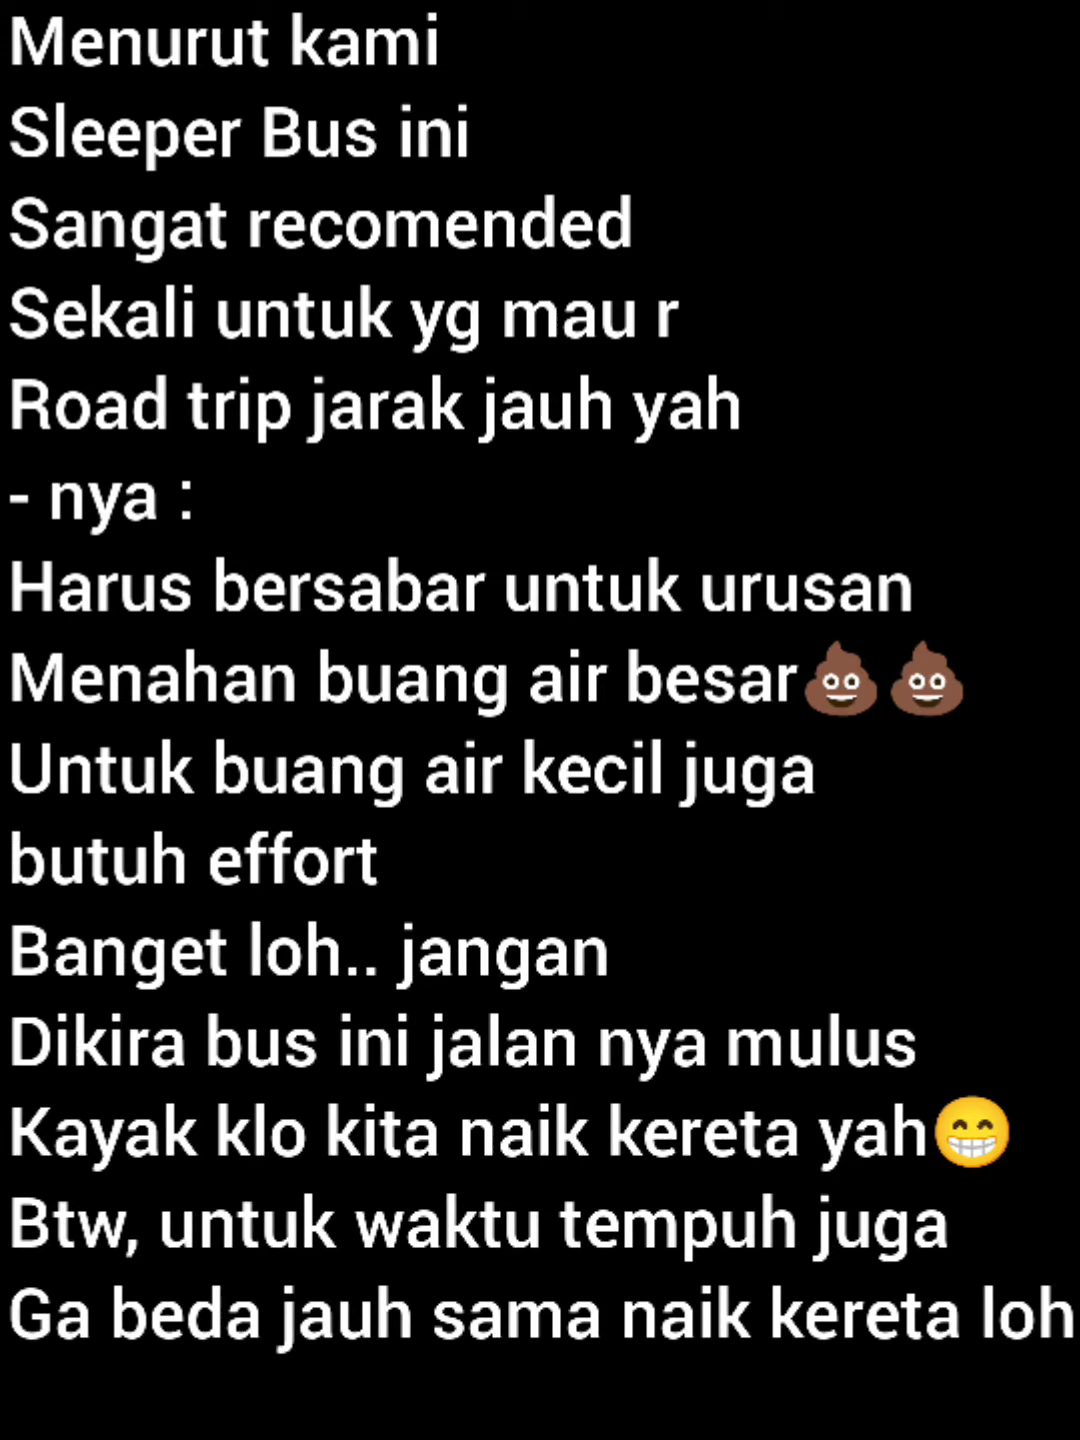 Menurut kami
Sleeper Bus ini
Sangat recomended
Sekali untuk yg mau r
Road trip jarak jauh yah
- nya :
Harus bersabar untuk urusan
Menahan buang air besar💩💩
Untuk buang air kecil juga
butuh effort
Banget loh.. jangan
Dikira bus ini jalan nya mulus
Kayak klo kita naik kereta yah😁
Btw, untuk waktu tempuh juga
Ga beda jauh sama naik kereta loh